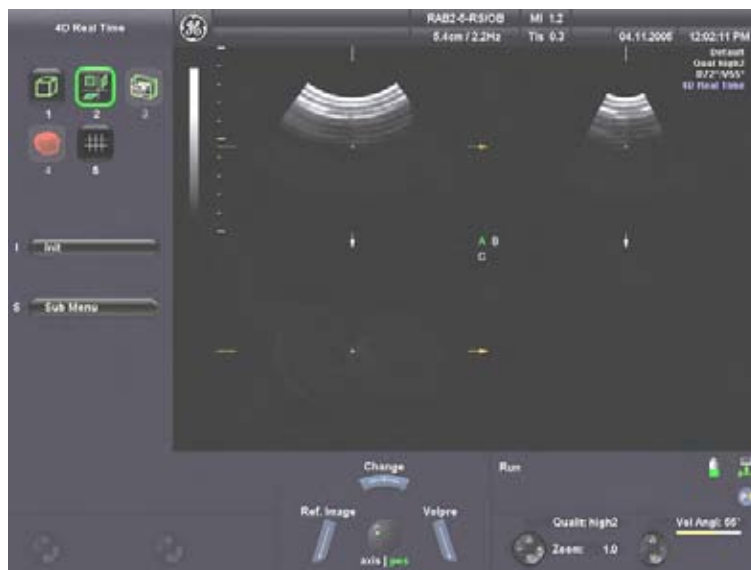 4D Real Time
RAB2-5-RS/OB MI 1.2
5.4cm / 2.2Hz TIs 0.3 04.11.2005 12:02:11 PM
Default
Qual high2
B72°/V55°
4D Real Time
1 2 3
4 5
I Init
A B
C
S Sub Menu
Change
Run
Ref. Image
Volpre
axis | pos
Qualit: high2
Vol Angl: 55°
Zoom: 1.0